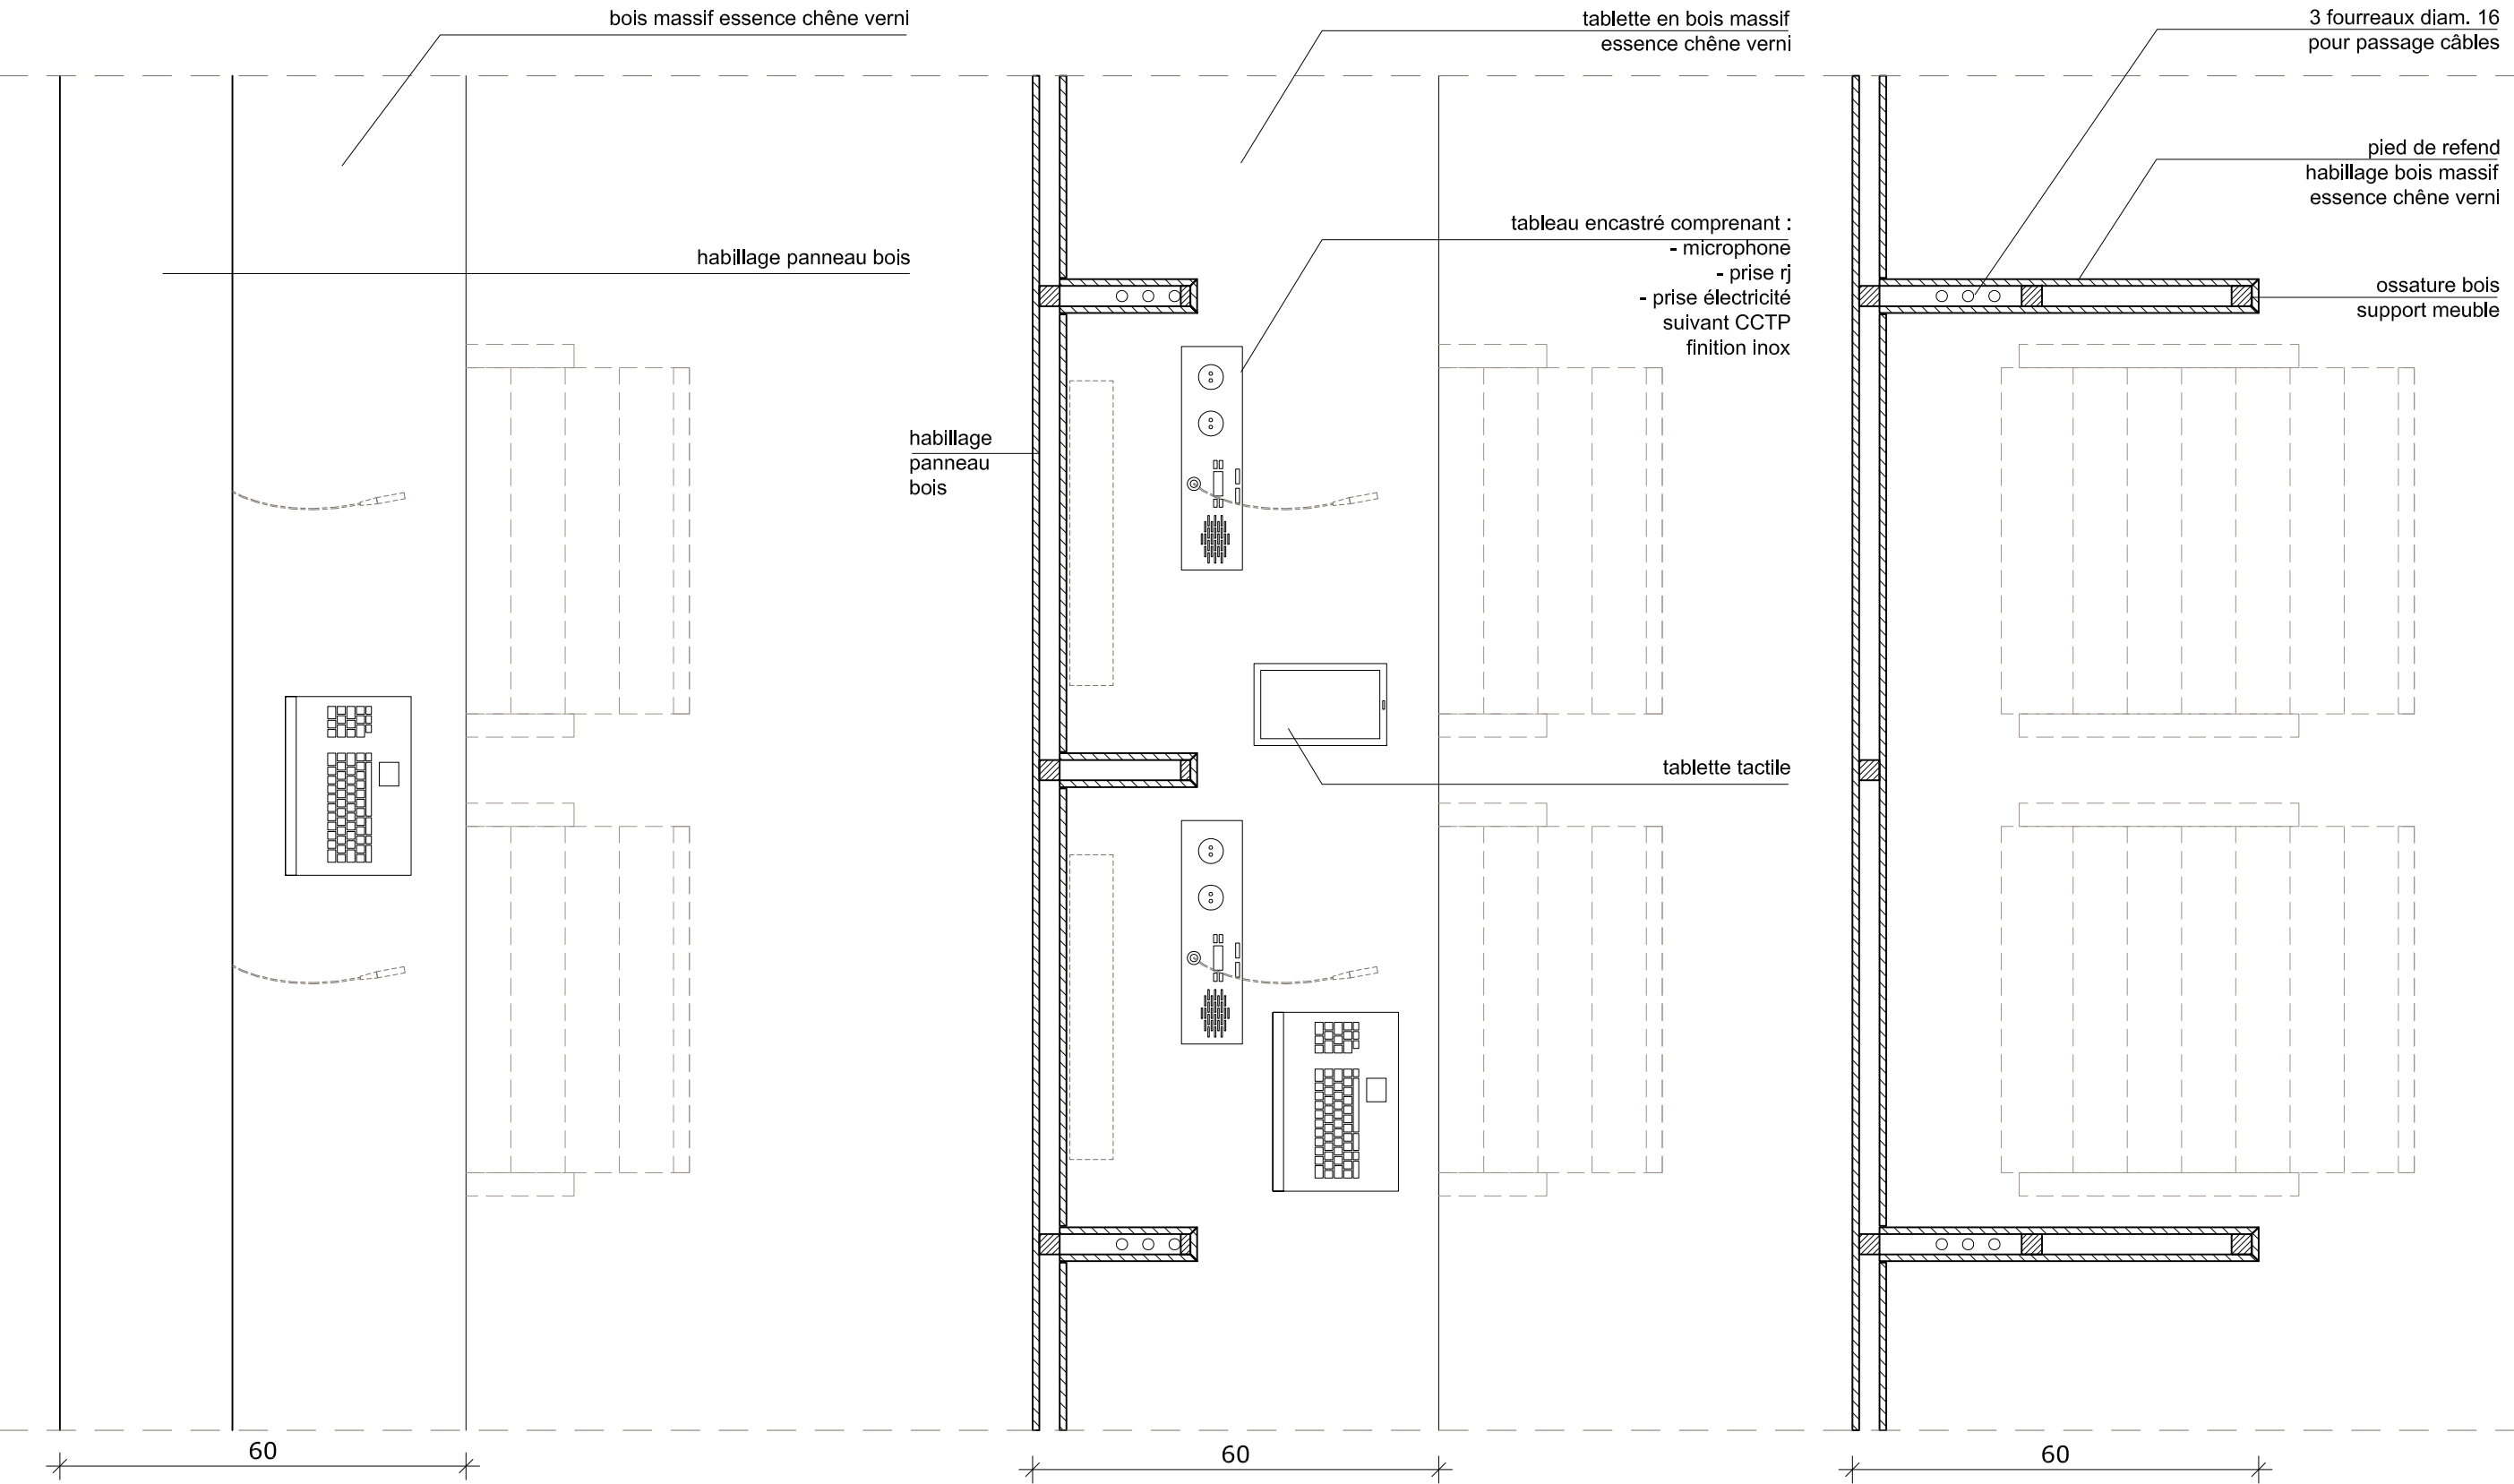 bois massif essence chêne verni
habillage panneau bois
habillage
panneau
bois
tablette en bois massif
essence chêne verni
tableau encastré comprenant :
- microphone
- prise rj
- prise électricité
suivant CCTP
finition inox
tablette tactile
3 fourreaux diam. 16
pour passage câbles
pied de refend
habillage bois massif
essence chêne verni
ossature bois
support meuble
60
60
60